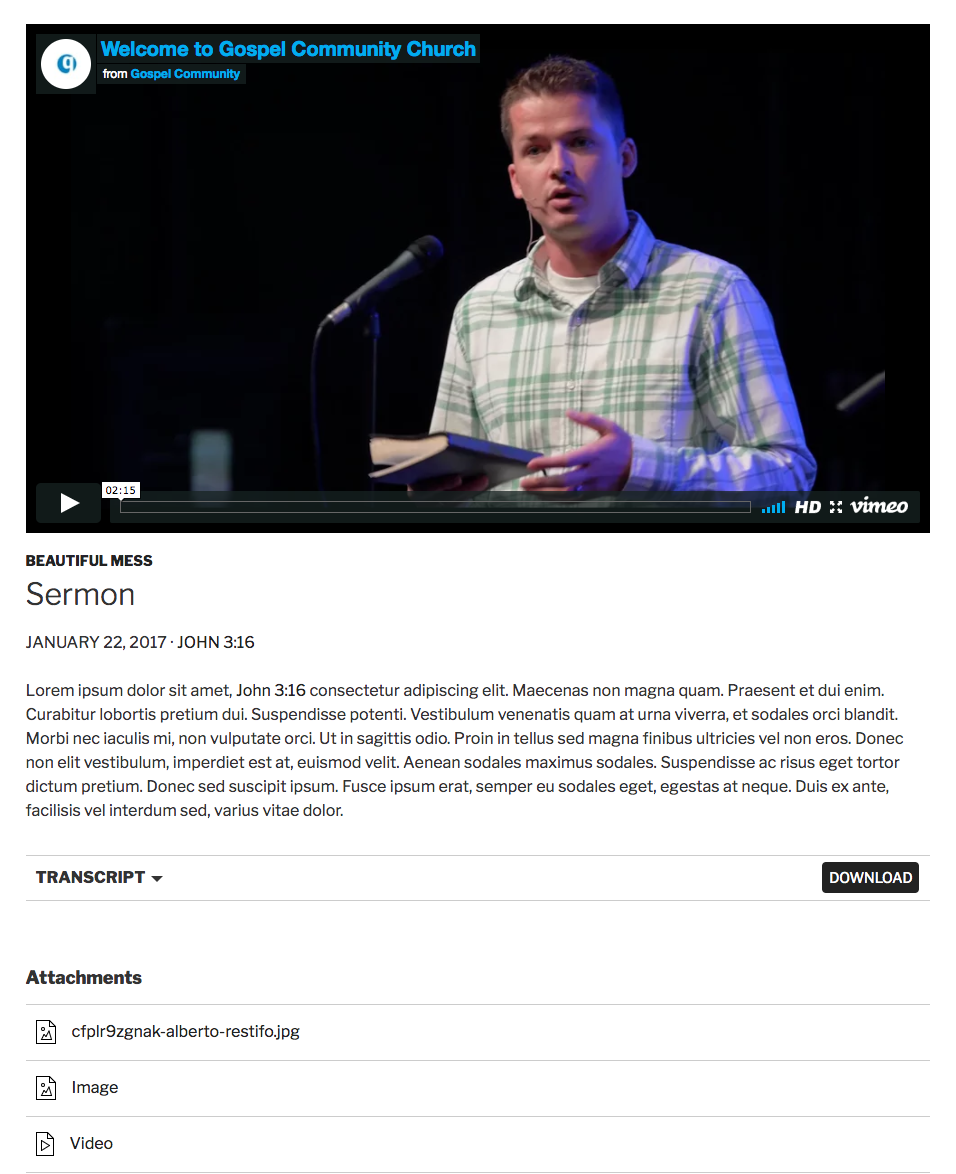 Welcome to Gospel Community Church
from Gospel Community
02:15
HD vimeo
BEAUTIFUL MESS
Sermon
JANUARY 22, 2017 · JOHN 3:16
Lorem ipsum dolor sit amet, John 3:16 consectetur adipiscing elit. Maecenas non magna quam. Praesent et dui enim.
Curabitur lobortis pretium dui. Suspendisse potenti. Vestibulum venenatis quam at urna viverra, et sodales orci blandit.
Morbi nec iaculis mi, non vulputate orci. Ut in sagittis odio. Proin in tellus sed magna finibus ultricies vel non eros. Donec
non elit vestibulum, imperdiet est at, euismod velit. Aenean sodales maximus sodales. Suspendisse ac risus eget tortor
dictum pretium. Donec sed suscipit ipsum. Fusce ipsum erat, semper eu sodales eget, egestas at neque. Duis ex ante,
facilisis vel interdum sed, varius vitae dolor.
TRANSCRIPT DOWNLOAD
Attachments
cfplr9zgnak-alberto-restifo.jpg
Image
Video